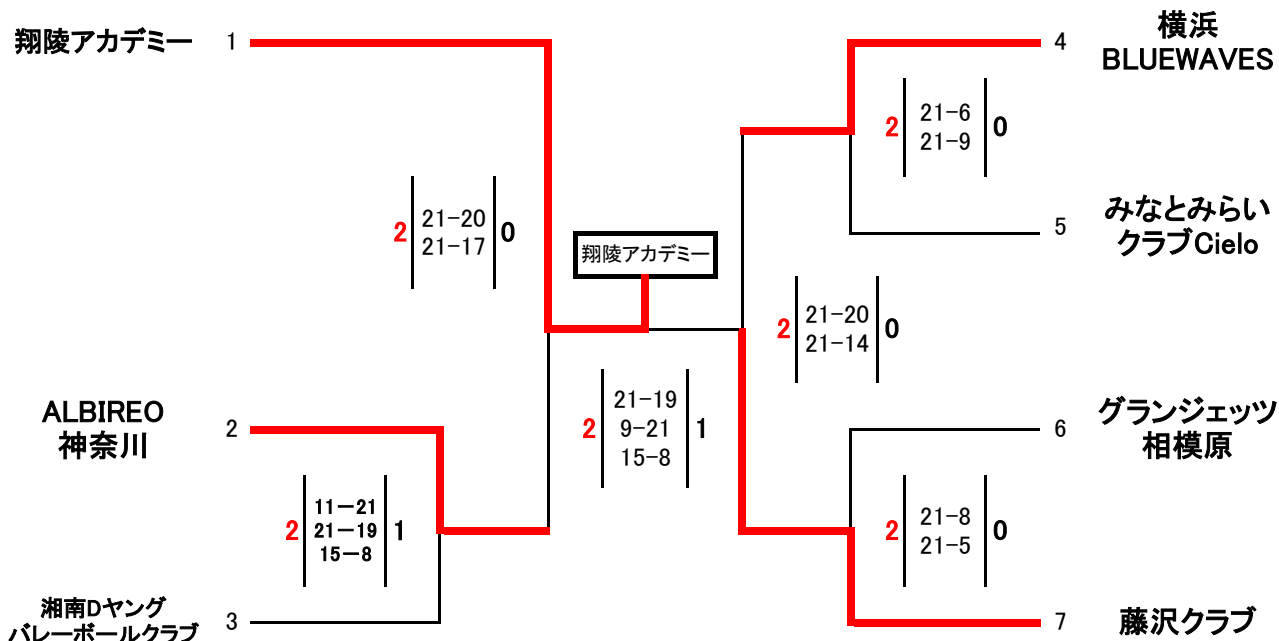 翔陵アカデミー 1
横浜
BLUEWAVES
4
2 21-6 0
21-9
2 21-20 0
21-17
みなとみらい
クラブCielo
5
翔陵アカデミー
2 21-20 0
21-14
ALBIREO
神奈川
2
2 21-19 1
9-21
15-8
グランジェッツ
相模原
6
2 11-21 1
21-19
15-8
2 21-8 0
21-5
湘南Dヤング
バレーボールクラブ
3
藤沢クラブ
7